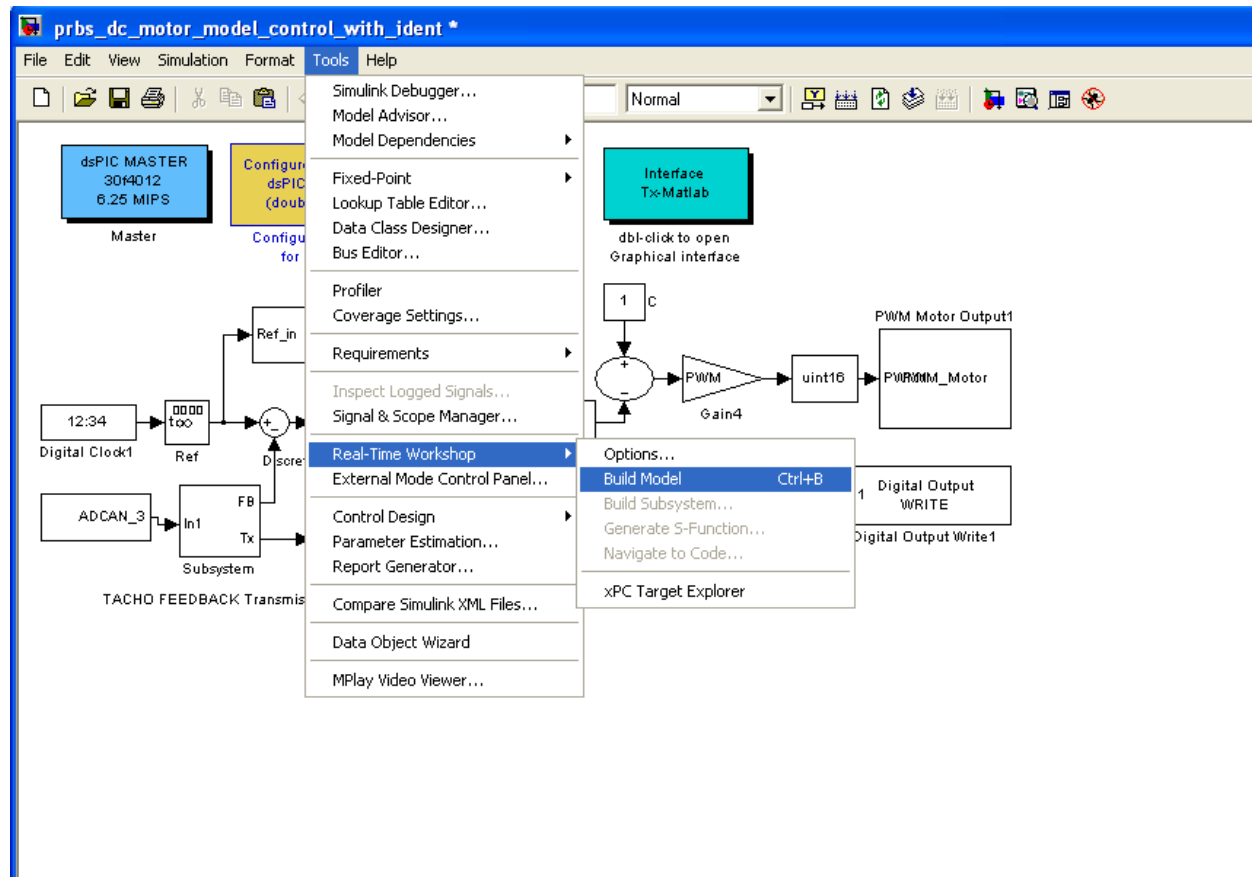 prbs_dc_motor_model_control_with_ident *
File Edit View Simulation Format Tools Help
Normal
Simulink Debugger...
Model Advisor...
Model Dependencies
Fixed-Point
Lookup Table Editor...
Data Class Designer...
Bus Editor...
Profiler
Coverage Settings...
Requirements
Inspect Logged Signals...
Signal & Scope Manager...
Real-Time Workshop
External Mode Control Panel...
Control Design
Parameter Estimation...
Report Generator...
Compare Simulink XML Files...
Data Object Wizard
MPlay Video Viewer...
Options...
Build Model Ctrl+B
Build Subsystem...
Generate S-Function...
Navigate to Code...
xPC Target Explorer
dsPIC MASTER
30f4012
6.25 MIPS
Master
Configur
dsPIC
(doub
Configu
for
Interface
Tx-Matlab
dbl-click to open
Graphical interface
1
C
Ref_in
PWM Motor Output1
+
-
PWM
Gain4
uint16
12:34
Digital Clock1
Ref
+
-
Discre
ADCAN_3
In1
FB
Tx
Subsystem
TACHO FEEDBACK Transmis
1
Digital Output
WRITE
Digital Output Write1